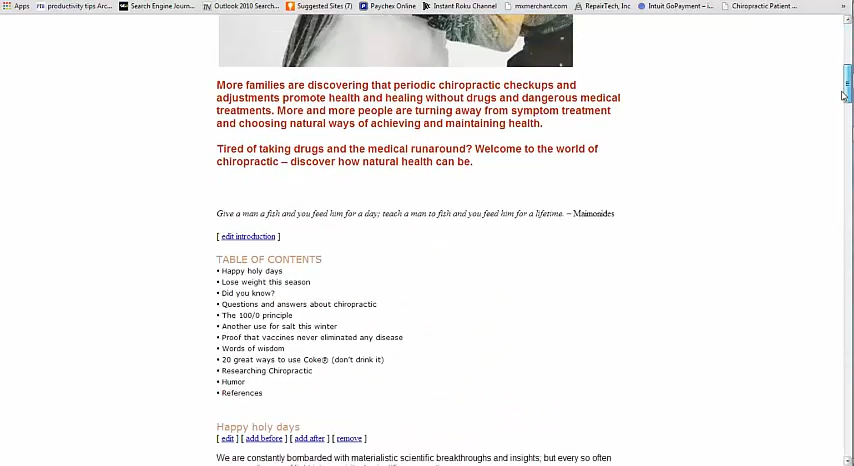 Apps productivity tips Arc... Search Engine Journ... Outlook 2010 Search... Suggested Sites (7) Paychex Online Instant Roku Channel mxmerchant.com RepairTech, Inc Intuit GoPayment – i... Chiropractic Patient ... »
More families are discovering that periodic chiropractic checkups and
adjustments promote health and healing without drugs and dangerous medical
treatments. More and more people are turning away from symptom treatment
and choosing natural ways of achieving and maintaining health.
Tired of taking drugs and the medical runaround? Welcome to the world of
chiropractic – discover how natural health can be.
Give a man a fish and you feed him for a day; teach a man to fish and you feed him for a lifetime. ~ Maimonides
[ edit introduction ]
TABLE OF CONTENTS
• Happy holy days
• Lose weight this season
• Did you know?
• Questions and answers about chiropractic
• The 100/0 principle
• Another use for salt this winter
• Proof that vaccines never eliminated any disease
• Words of wisdom
• 20 great ways to use Coke® (don't drink it)
• Researching Chiropractic
• Humor
• References
Happy holy days
[ edit ] [ add before ] [ add after ] [ remove ]
We are constantly bombarded with materialistic scientific breakthroughs and insights; but every so often